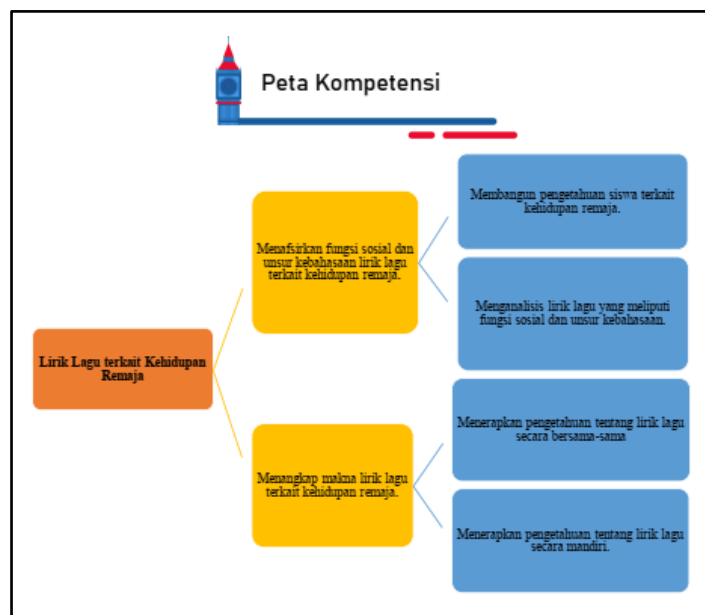 Peta Kompetensi
Membangun pengetahuan siswa terkait
kehidupan remaja.
Menafsirkan fungsi sosial dan
unsur kebahasaan lirik lagu
terkait kehidupan remaja.
Menganalisis lirik lagu yang meliputi
fungsi sosial dan unsur kebahasaan.
Lirik Lagu terkait Kehidupan
Remaja
Menerapkan pengetahuan tentang lirik lagu
secara bersama-sama
Menangkap makna lirik lagu
terkait kehidupan remaja.
Menerapkan pengetahuan tentang lirik lagu
secara mandiri.